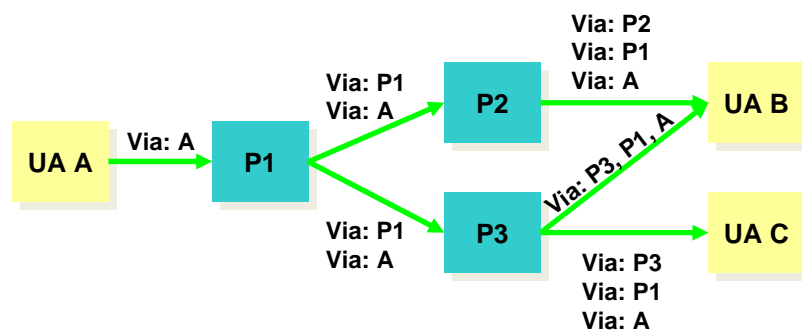 UA A
Via: A
P1
Via: P1
Via: A
Via: P1
Via: A
P2
P3
Via: P2
Via: P1
Via: A
Via: P3, P1, A
Via: P3
Via: P1
Via: A
UA B
UA C